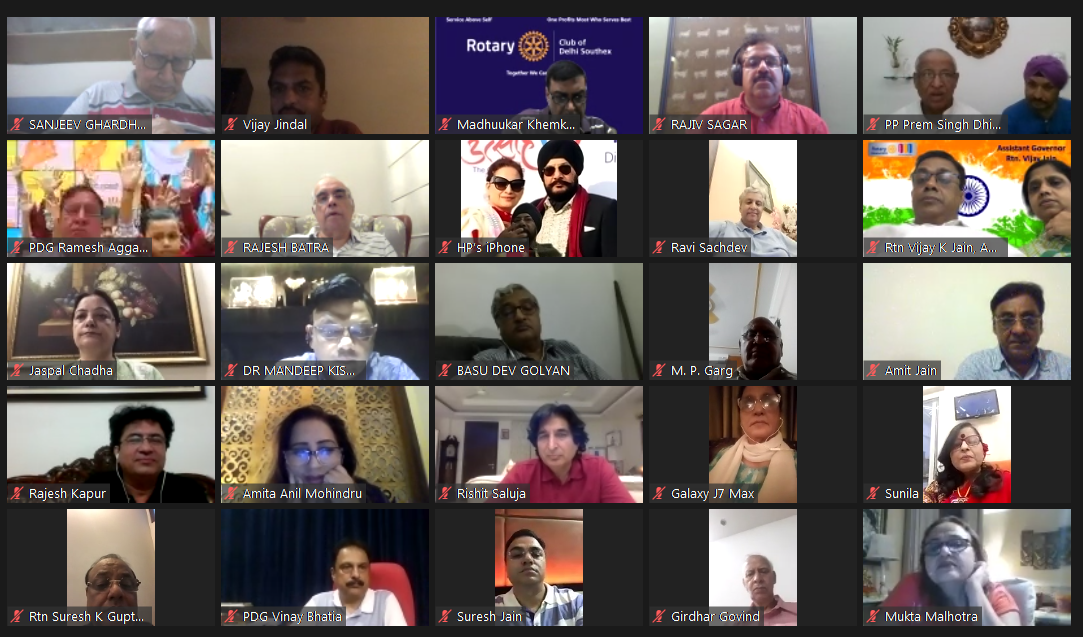 Service Above Self
One Profits Most Who Serves Best
Rotary
Club of
Delhi Southex
SANJEEV GHARDH...
Vijay Jindal
Madhuukar Khemk...
RAJIV SAGAR
PP Prem Singh Dhi...
Rotary
Assistant Governor
Rtn. Vijay Jain
The
Di
PDG Ramesh Agga...
RAJESH BATRA
HP's iPhone
Ravi Sachdev
Rtn Vijay K Jain, A...
Jaspal Chadha
DR MANDEEP KIS...
BASU DEV GOLYAN
M. P. Garg
Amit Jain
Rajesh Kapur
Amita Anil Mohindru
Rishit Saluja
Galaxy J7 Max
Sunila
Rtn Suresh K Gupt...
PDG Vinay Bhatia
Suresh Jain
Girdhar Govind
Mukta Malhotra